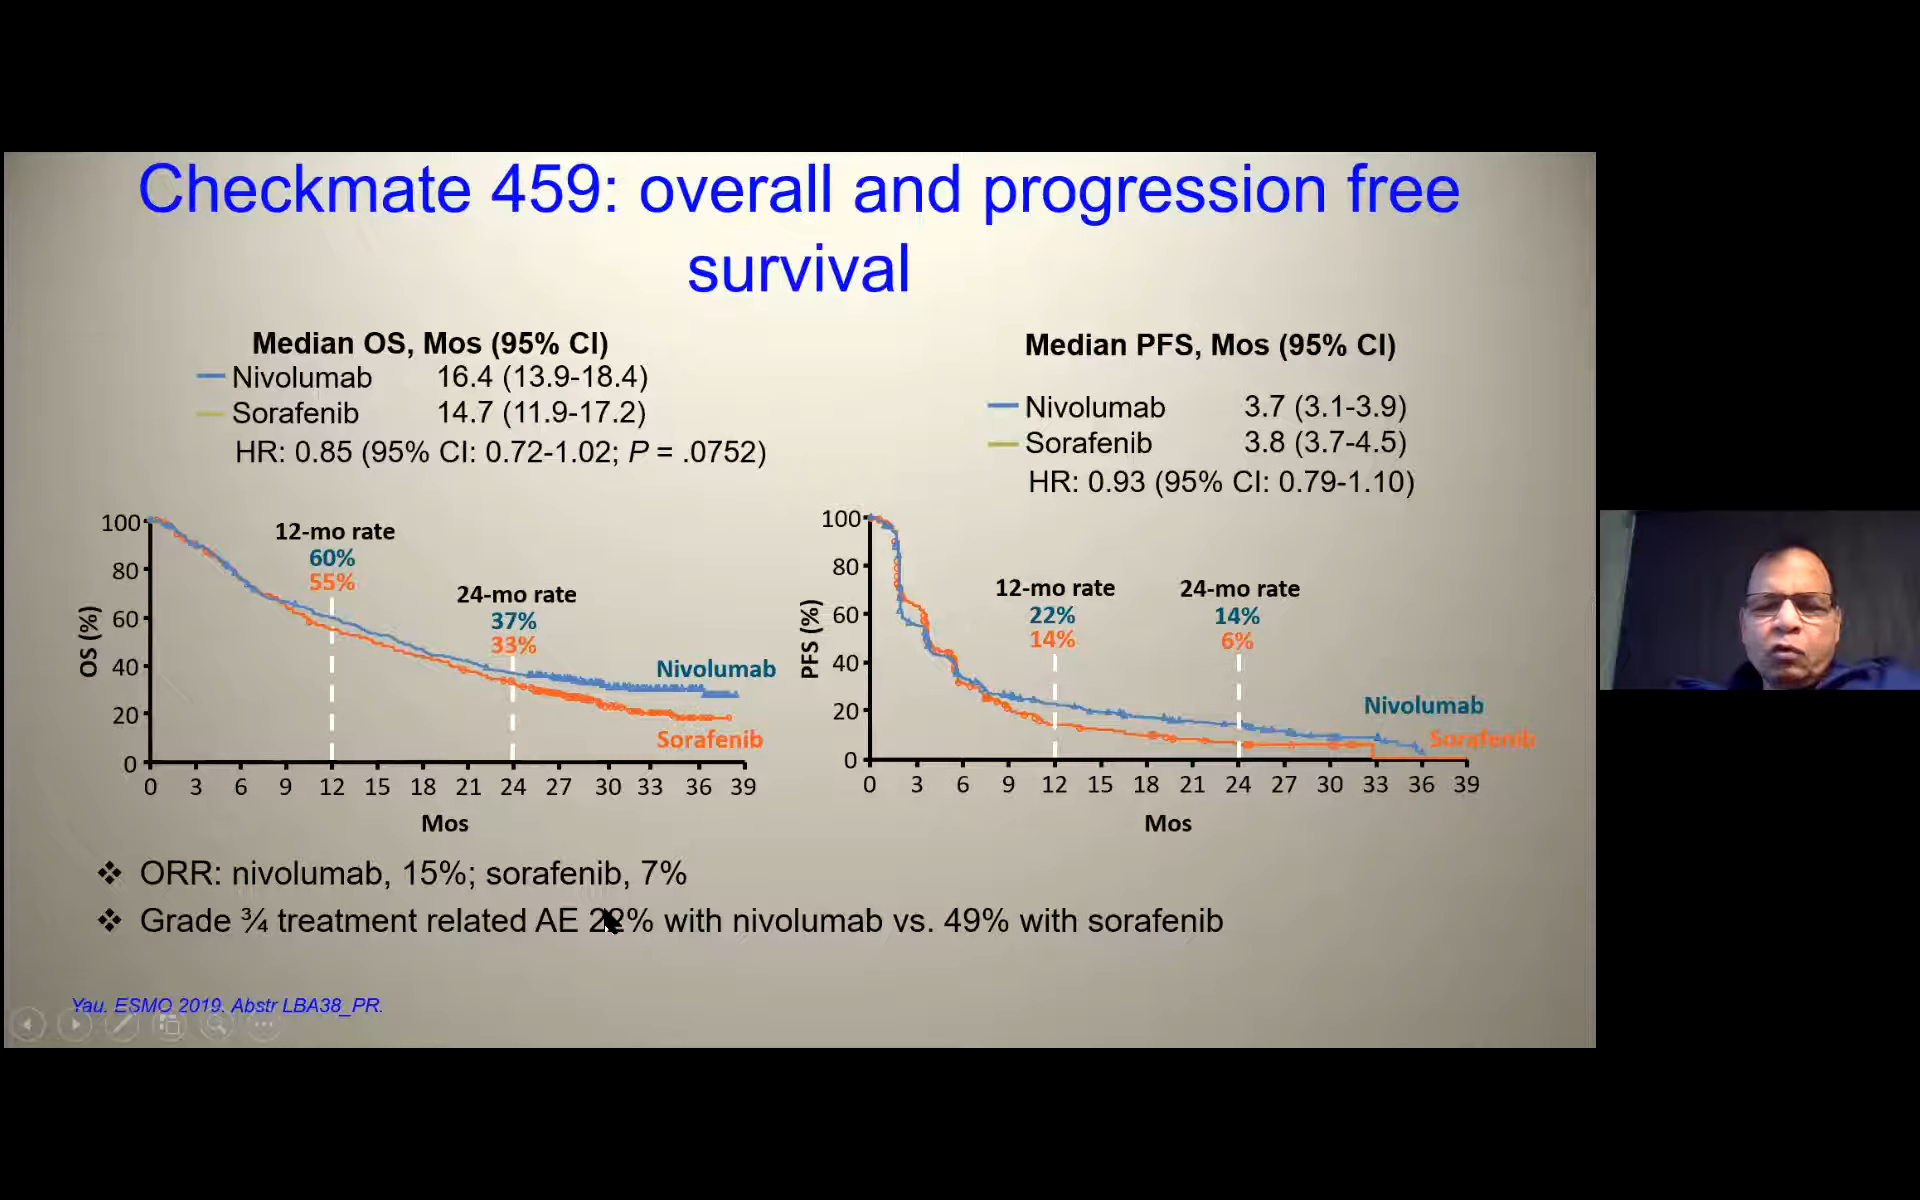 Checkmate 459: overall and progression free
survival
Median OS, Mos (95% CI)
Nivolumab 16.4 (13.9-18.4)
Sorafenib 14.7 (11.9-17.2)
HR: 0.85 (95% CI: 0.72-1.02; P = .0752)
100
80
60
40
20
0
OS (%)
12-mo rate
60%
55%
24-mo rate
37%
33%
Nivolumab
Sorafenib
0 3 6 9 12 15 18 21 24 27 30 33 36 39
Mos
Median PFS, Mos (95% CI)
Nivolumab 3.7 (3.1-3.9)
Sorafenib 3.8 (3.7-4.5)
HR: 0.93 (95% CI: 0.79-1.10)
100
80
60
40
20
0
PFS (%)
12-mo rate
22%
14%
24-mo rate
14%
6%
Nivolumab
Sorafenib
0 3 6 9 12 15 18 21 24 27 30 33 36 39
Mos
❖ ORR: nivolumab, 15%; sorafenib, 7%
❖ Grade ¾ treatment related AE 22% with nivolumab vs. 49% with sorafenib
Yau. ESMO 2019. Abstr LBA38_PR.